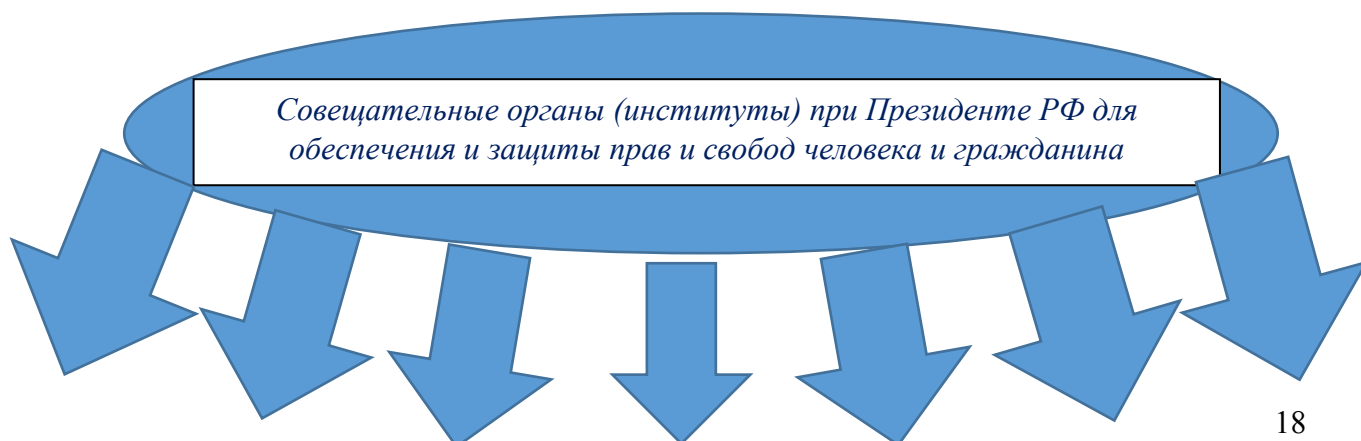 Совещательные органы (институты) при Президенте РФ для
обеспечения и защиты прав и свобод человека и гражданина
18